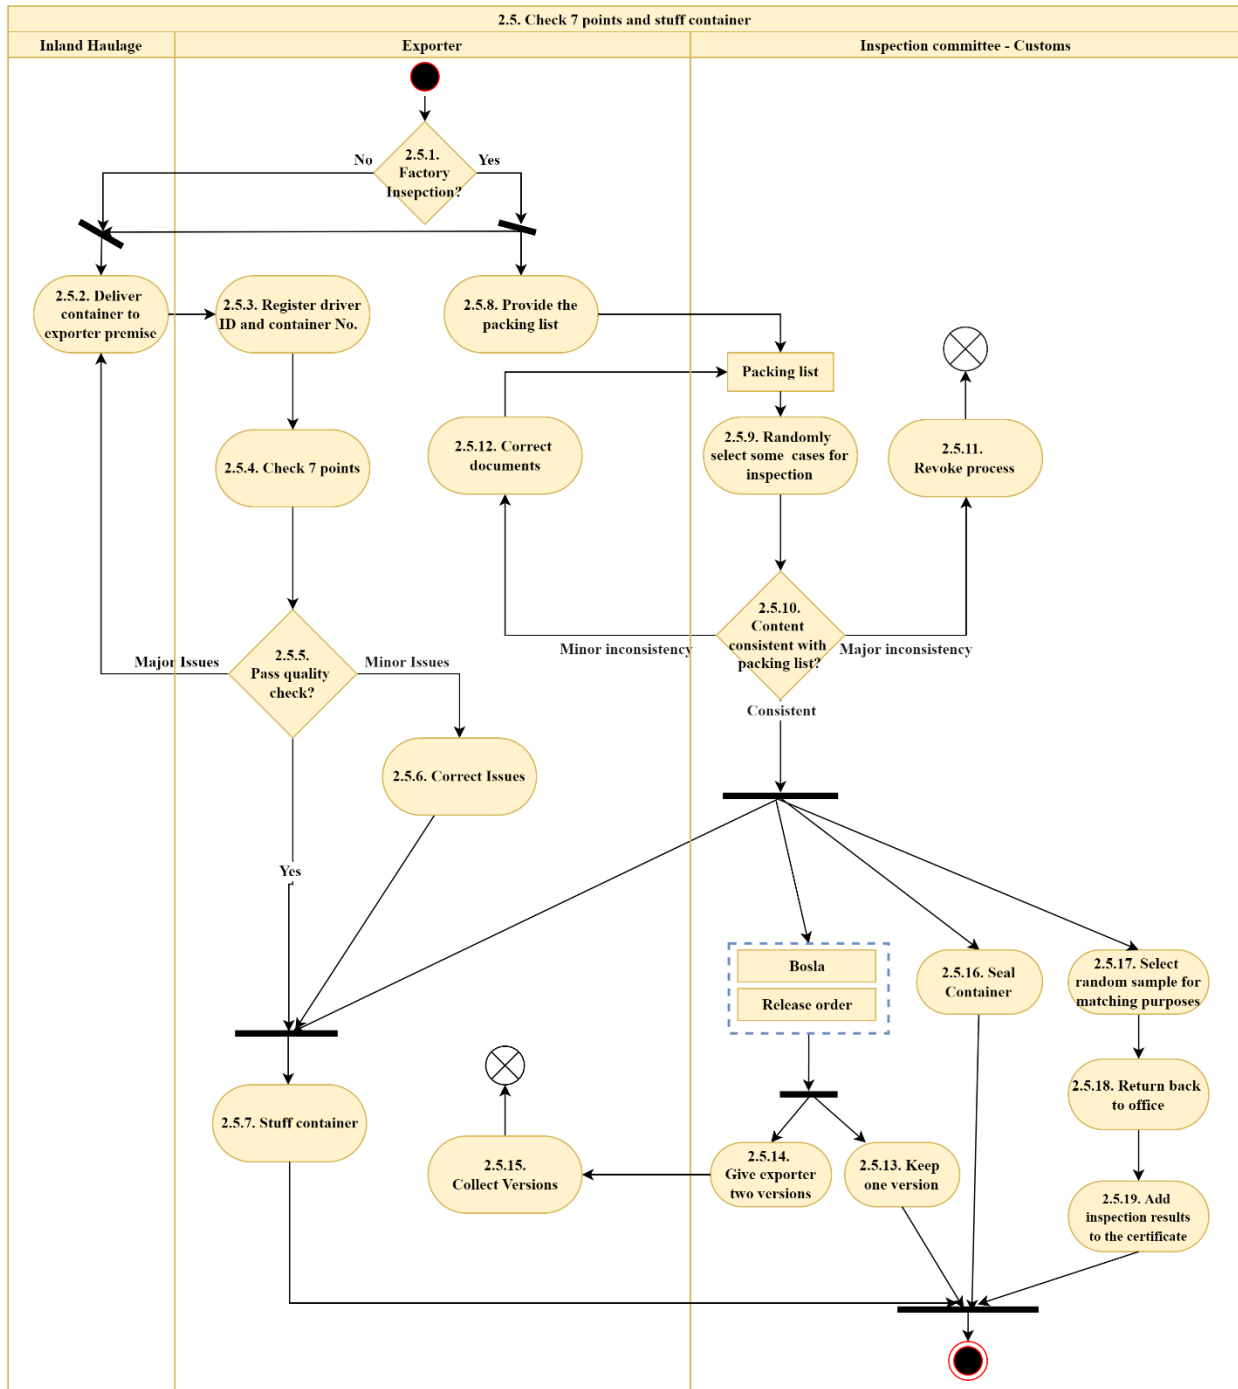 2.5. Check 7 points and stuff container
Inland Haulage
Exporter
Inspection committee - Customs
2.5.1.
Factory
Insepction?
No
Yes
2.5.2. Deliver
container to
exporter premise
2.5.3. Register driver
ID and container No.
2.5.8. Provide the
packing list
Packing list
2.5.4. Check 7 points
2.5.12. Correct
documents
2.5.9. Randomly
select some cases for
inspection
2.5.11.
Revoke process
2.5.10.
Content
consistent with
packing list?
Minor inconsistency
Major inconsistency
Consistent
2.5.5.
Pass quality
check?
Major Issues
Minor Issues
2.5.6. Correct Issues
Yes
Bosla
Release order
2.5.16. Seal
Container
2.5.17. Select
random sample for
matching purposes
2.5.7. Stuff container
2.5.18. Return back
to office
2.5.15.
Collect Versions
2.5.14.
Give exporter
two versions
2.5.13. Keep
one version
2.5.19. Add
inspection results
to the certificate